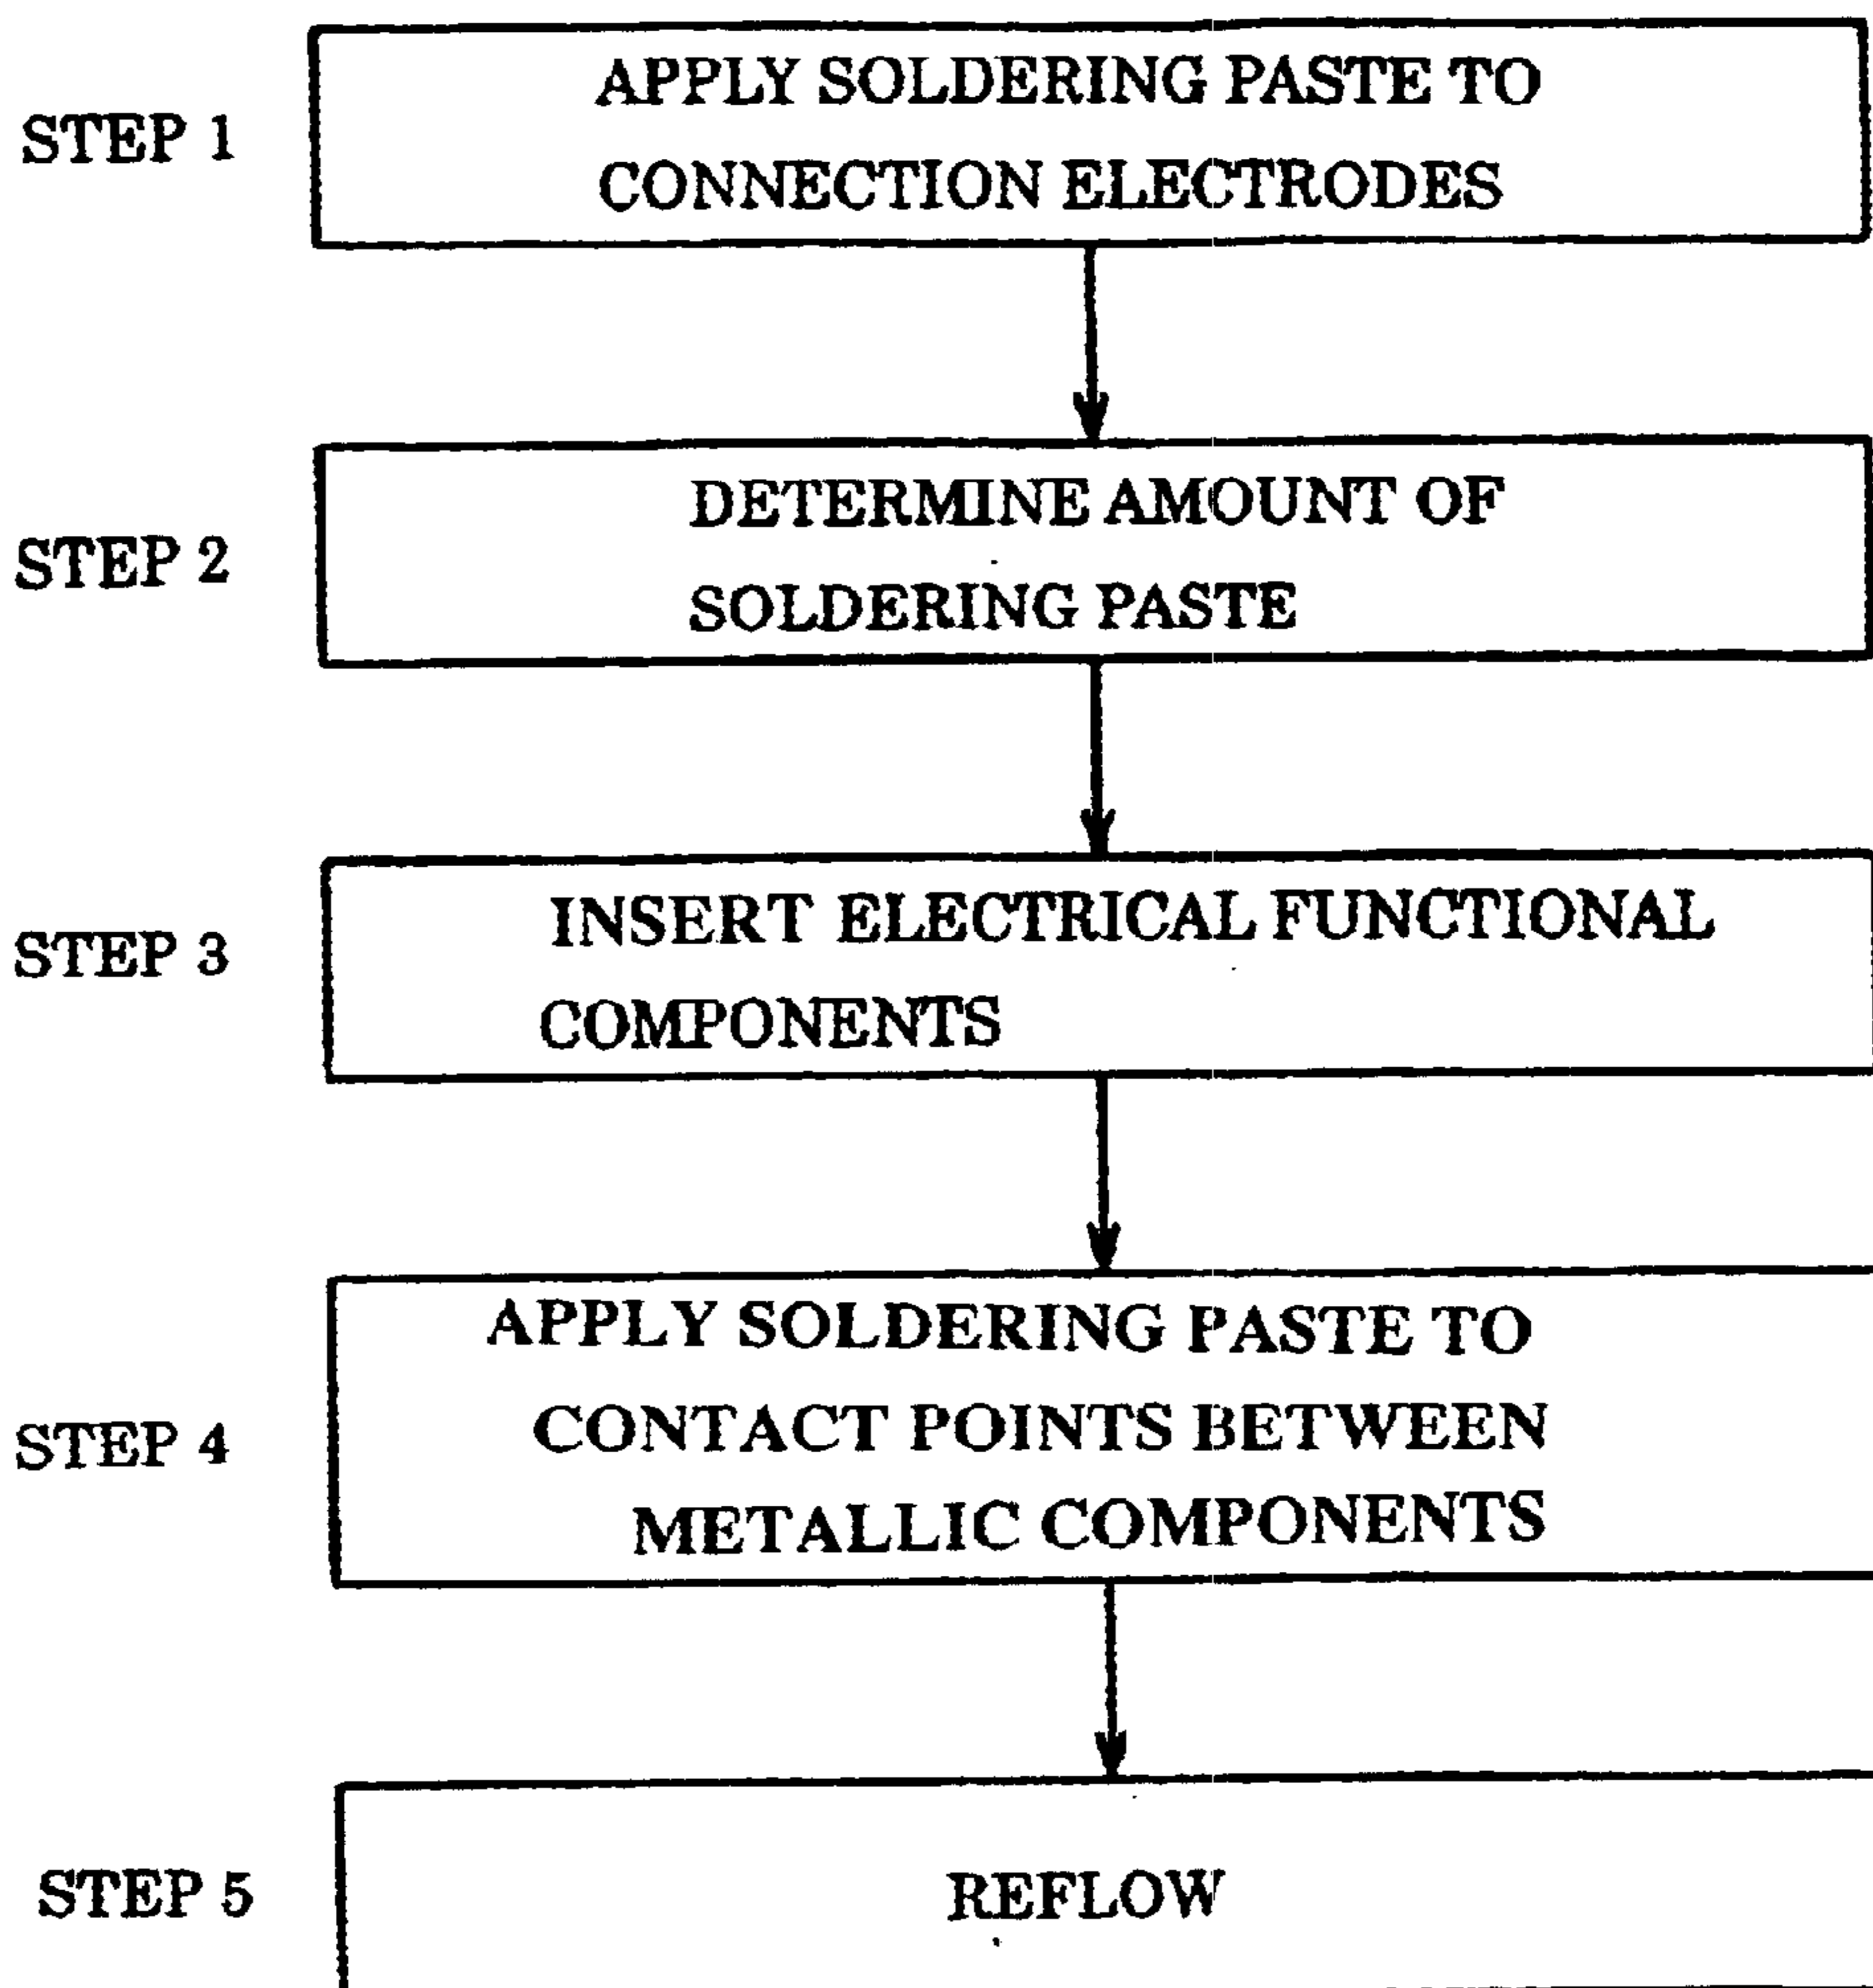 STEP 1
APPLY SOLDERING PASTE TO
CONNECTION ELECTRODES
STEP 2
DETERMINE AMOUNT OF
SOLDERING PASTE
STEP 3
INSERT ELECTRICAL FUNCTIONAL
COMPONENTS
STEP 4
APPLY SOLDERING PASTE TO
CONTACT POINTS BETWEEN
METALLIC COMPONENTS
STEP 5
REFLOW